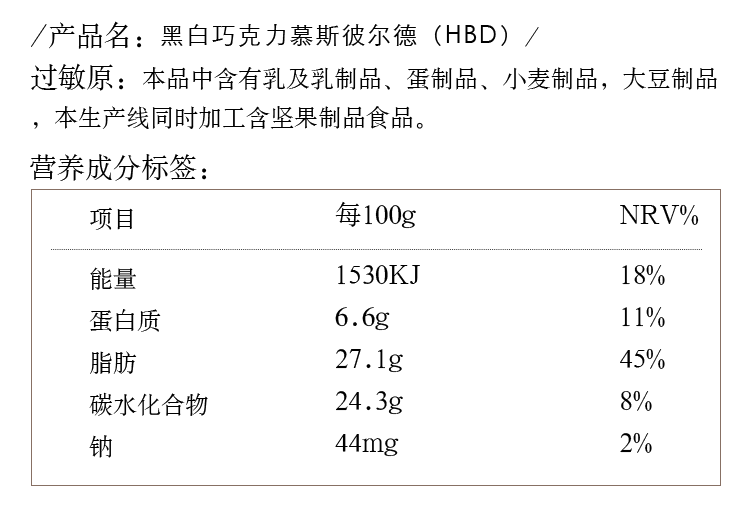 /产品名：黑白巧克力慕斯彼尔德（HBD）/
过敏原：本品中含有乳及乳制品、蛋制品、小麦制品，大豆制品
，本生产线同时加工含坚果制品食品。
营养成分标签：
项目 每100g NRV%
能量 1530KJ 18%
蛋白质 6.6g 11%
脂肪 27.1g 45%
碳水化合物 24.3g 8%
钠 44mg 2%